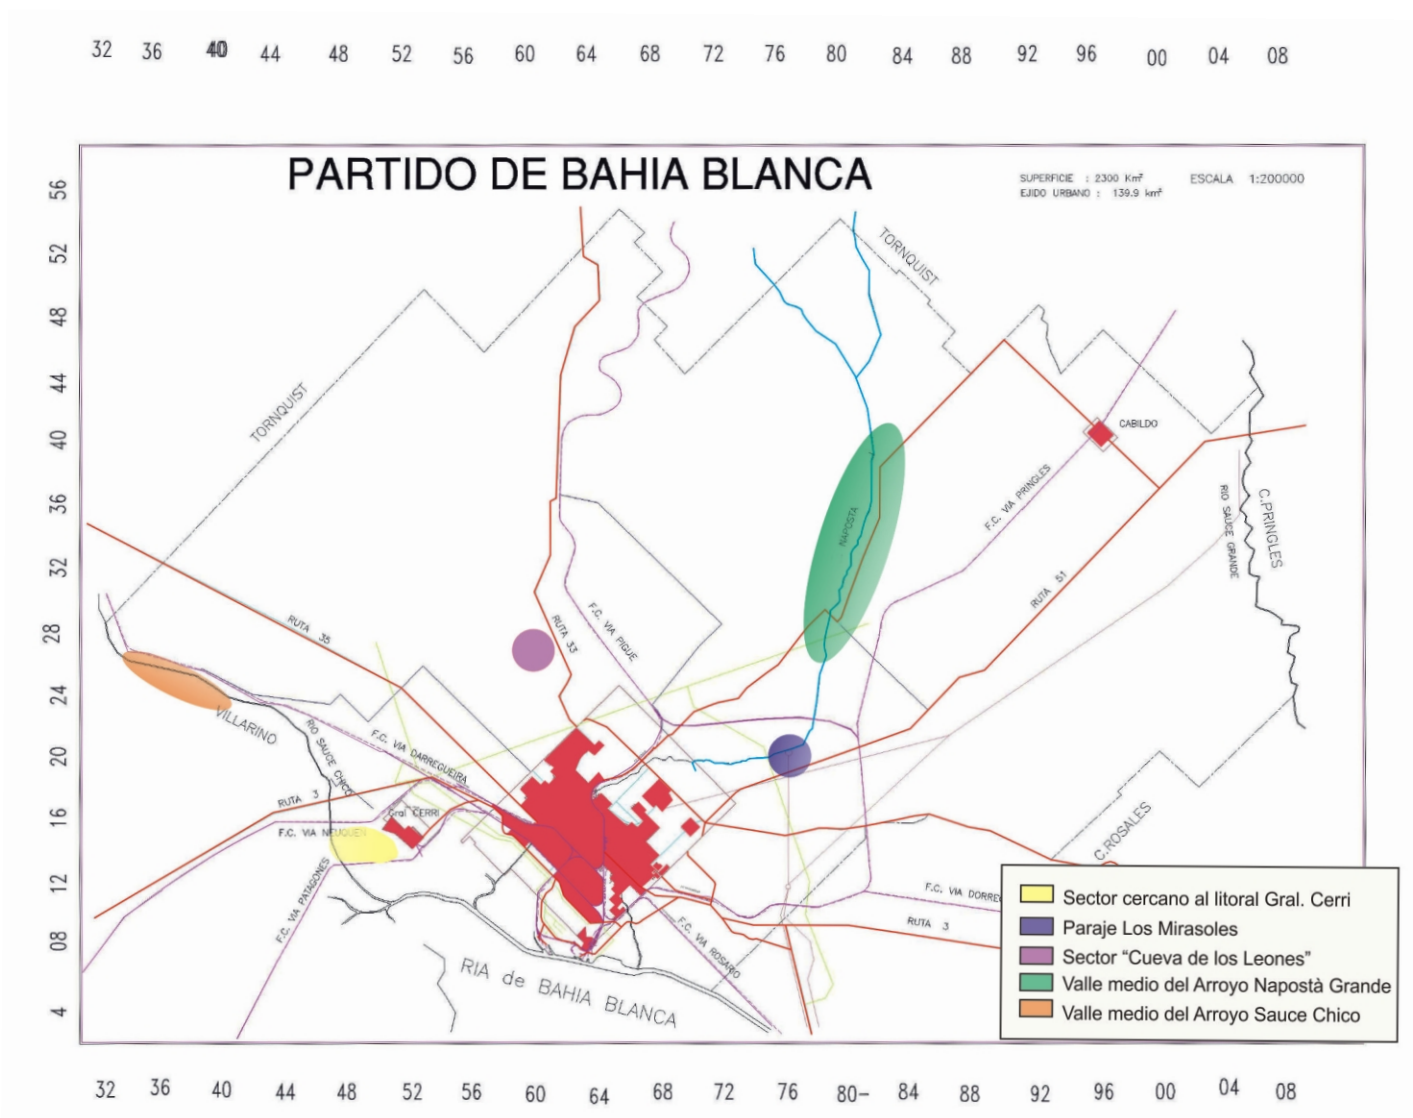 32 36 40 44 48 52 56 60 64 68 72 76 80 84 88 92 96 00 04 08
PARTIDO DE BAHIA BLANCA
SUPERFICIE : 2300 Km²
EJIDO URBANO : 139.9 km²
ESCALA 1:200000
56
52
48
44
40
36
32
28
24
20
16
12
08
4
TORNQUIST
TORNQUIST
CABILDO
F.C. VIA PRINGLES
C.PRINGLES
RIO SAUCE GRANDE
NAPOSTA
RUTA 51
RUTA 35
RUTA 33
F.C. VIA PIGUE
VILLARINO
RIO SAUCE CHICO
F.C. VIA DARREGUEIRA
RUTA 3
Gral CERRI
F.C. VIA NEUQUEN
F.C. VIA PATAGONES
C.ROSALES
F.C. VIA DORRE
RUTA 3
F.C. VIA ROSARIO
RIA de BAHIA BLANCA
Sector cercano al litoral Gral. Cerri
Paraje Los Mirasoles
Sector “Cueva de los Leones”
Valle medio del Arroyo Napostà Grande
Valle medio del Arroyo Sauce Chico
32 36 40 44 48 52 56 60 64 68 72 76 80- 84 88 92 96 00 04 08